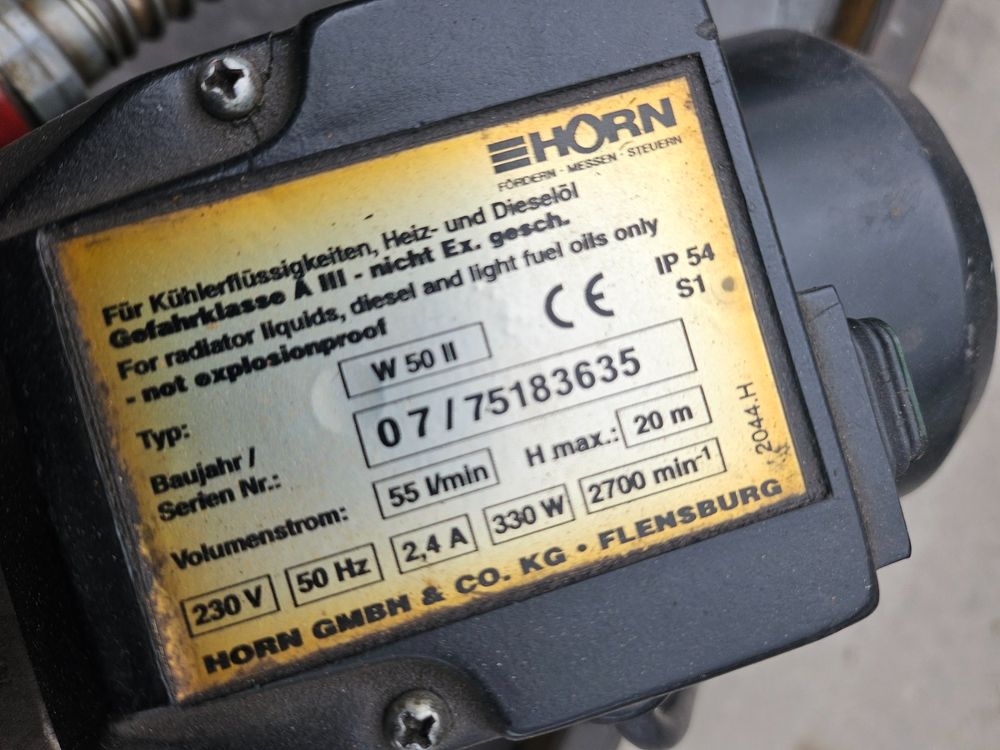 HORN
FÖRDERN · MESSEN · STEUERN
Für Kühlerflüssigkeiten, Heiz- und Dieselöl
Gefahrklasse A III - nicht Ex. gesch.
For radiator liquids, diesel and light fuel oils only
- not explosionproof
CE
IP 54
S1
Typ: W 50 II
Baujahr /
Serien Nr.: 07/75183635
Volumenstrom: 55 l/min H max.: 20 m
230 V 50 Hz 2,4 A 330 W 2700 min-1
2044.H
HORN GMBH & CO. KG · FLENSBURG